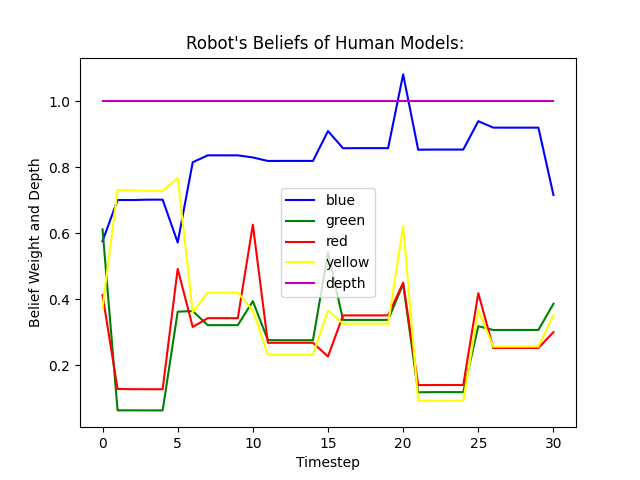 Robot's Beliefs of Human Models:
Belief Weight and Depth
1.0
0.8
0.6
0.4
0.2
blue
green
red
yellow
depth
0 5 10 15 20 25 30
Timestep